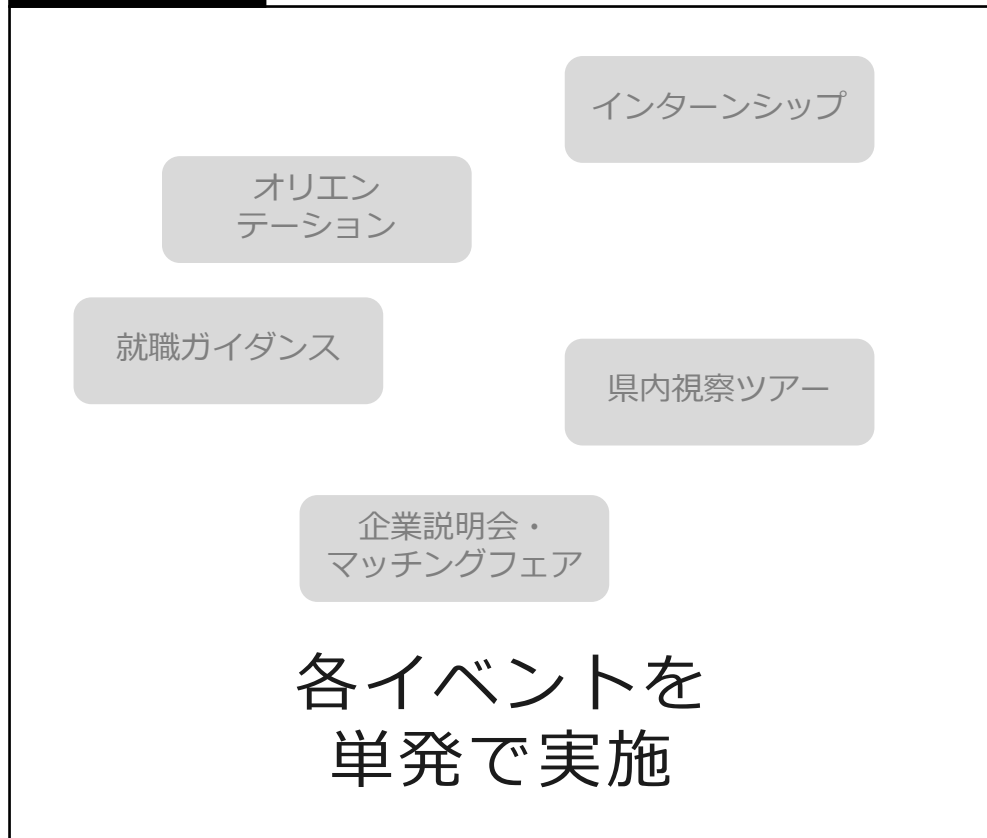 インターンシップ
オリエン
テーション
就職ガイダンス
県内視察ツアー
企業説明会・
マッチングフェア
各イベントを
単発で実施